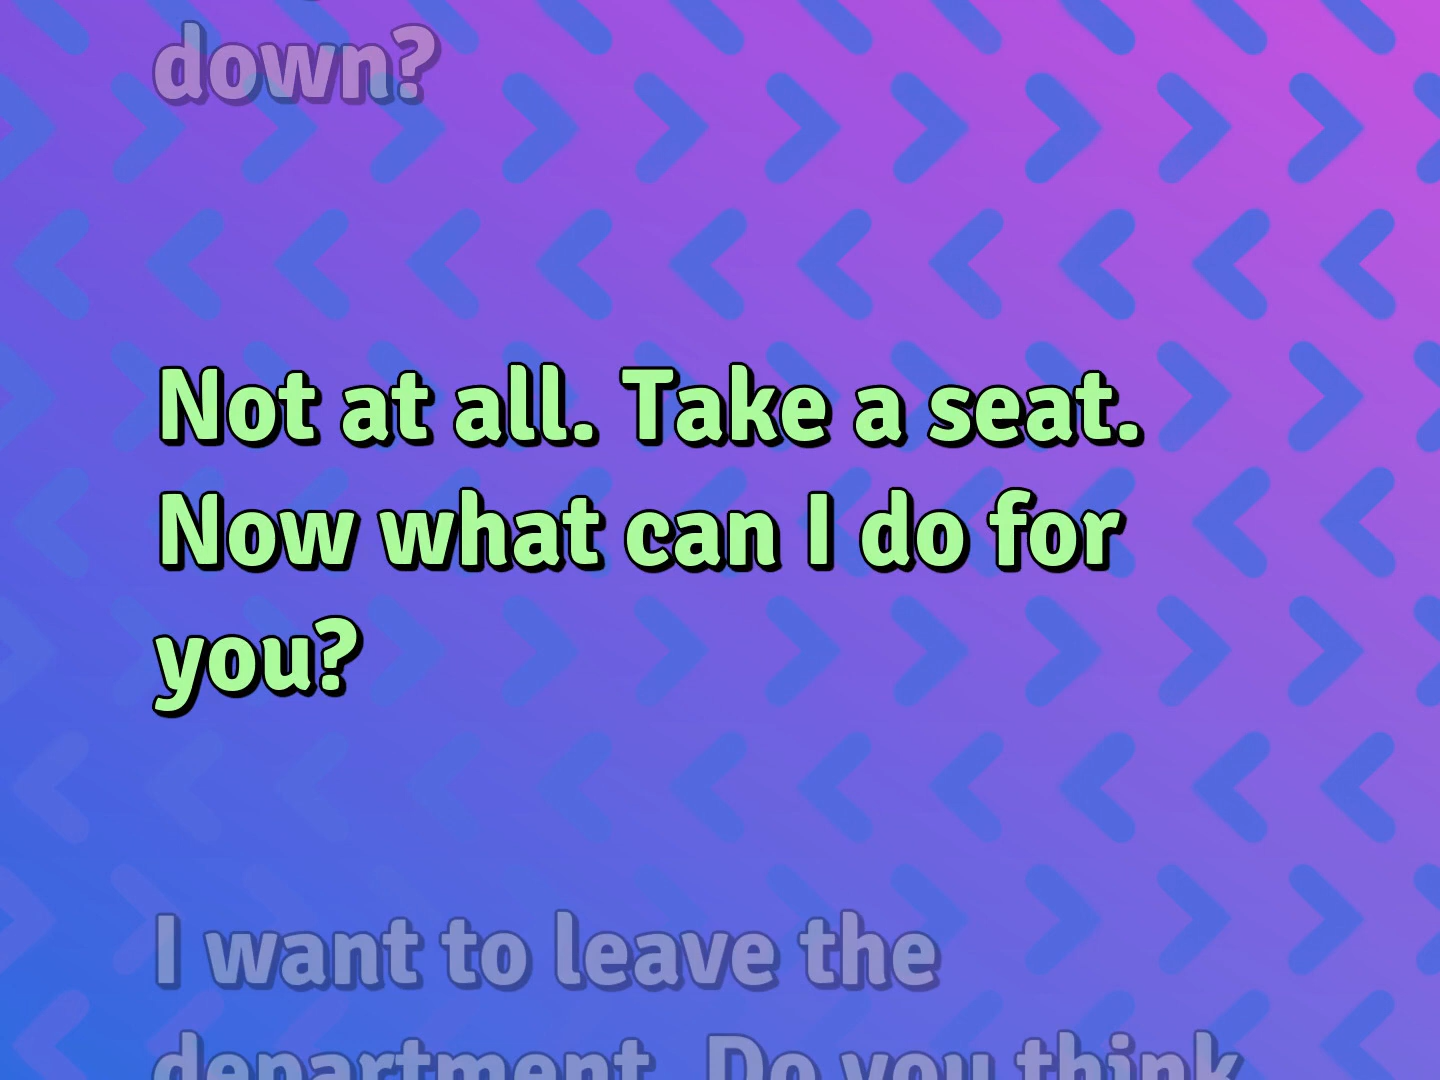 down?
Not at all. Take a seat.
Now what can I do for
you?
I want to leave the
department. Do you think